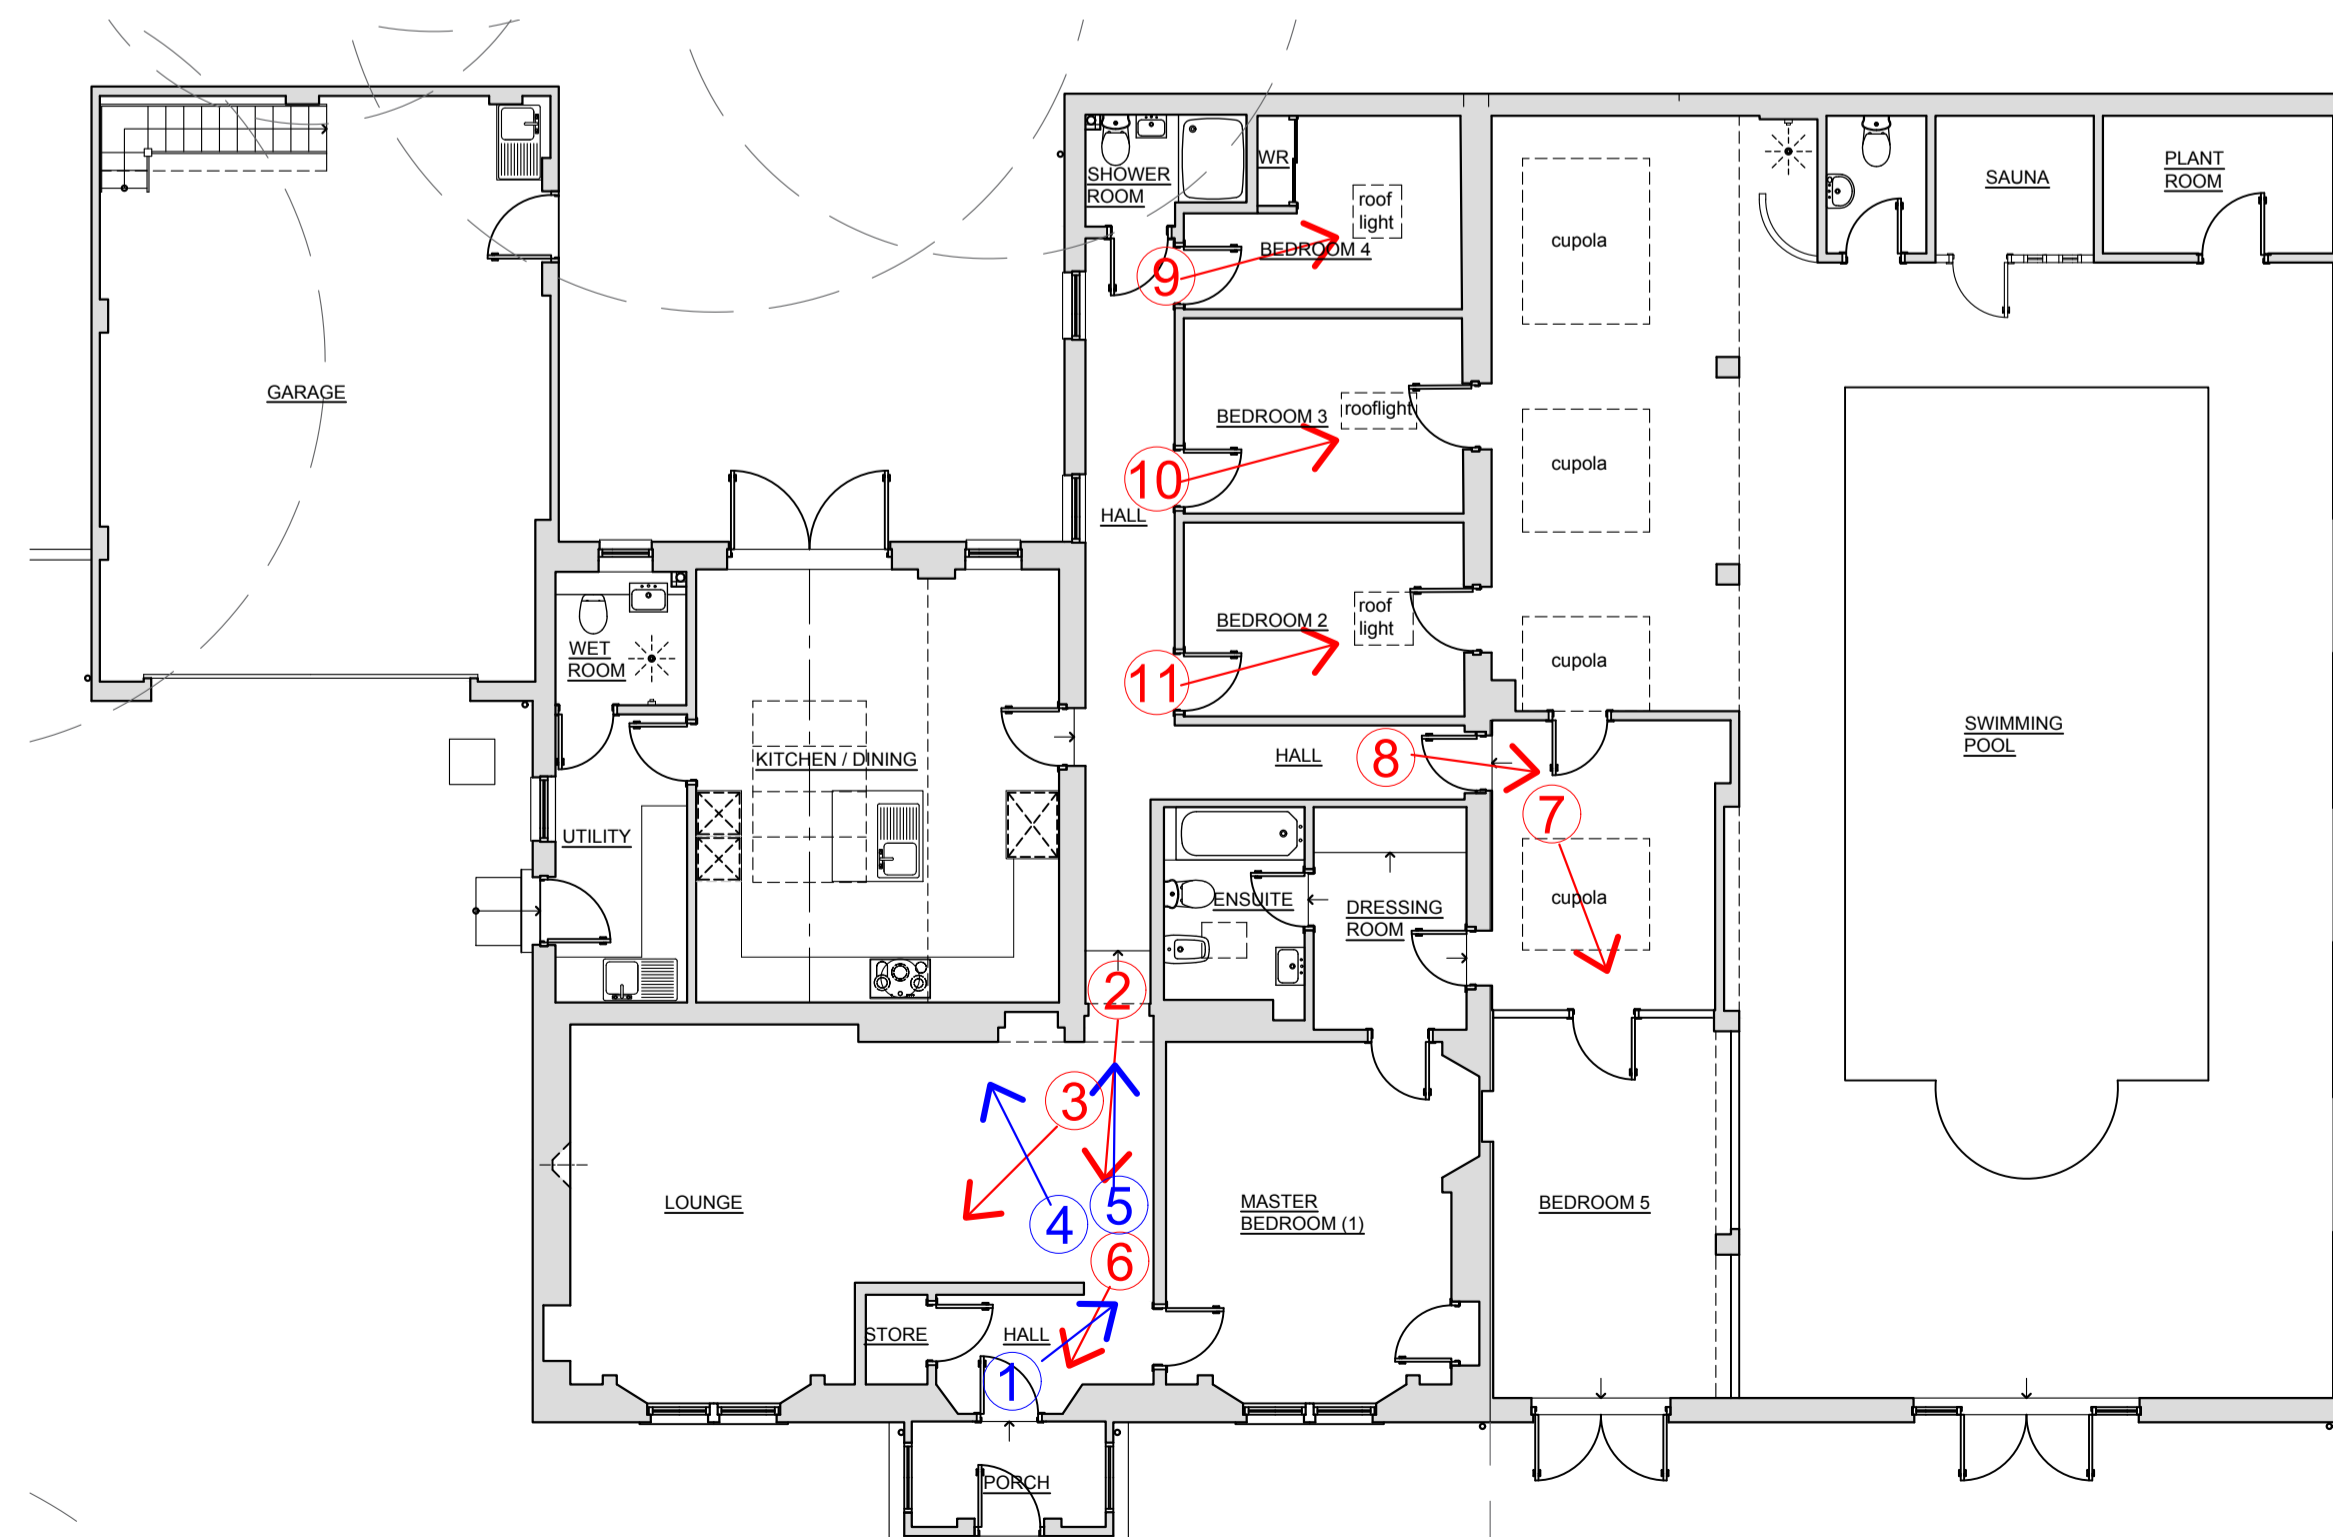 GARAGE
SHOWER
ROOM
WR
roof
light
BEDROOM 4
9
cupola
SAUNA
PLANT
ROOM
BEDROOM 3
rooflight
10
cupola
HALL
BEDROOM 2
roof
light
11
cupola
WET
ROOM
KITCHEN / DINING
UTILITY
HALL
8
7
SWIMMING
POOL
ENSUITE
DRESSING
ROOM
cupola
2
3
LOUNGE
4
5
6
MASTER
BEDROOM (1)
BEDROOM 5
STORE
HALL
1
PORCH